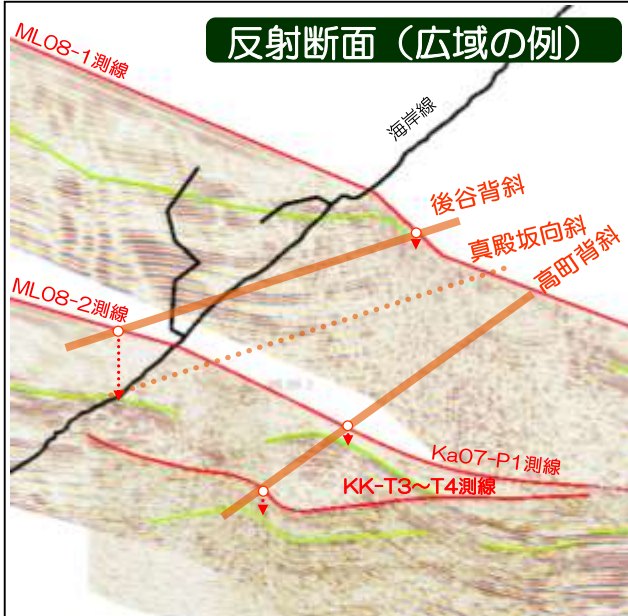 反射断面（広域の例）
ML08-1測線
海岸線
後谷背斜
真殿坂向斜
高町背斜
ML08-2測線
Ka07-P1測線
KK-T3～T4測線